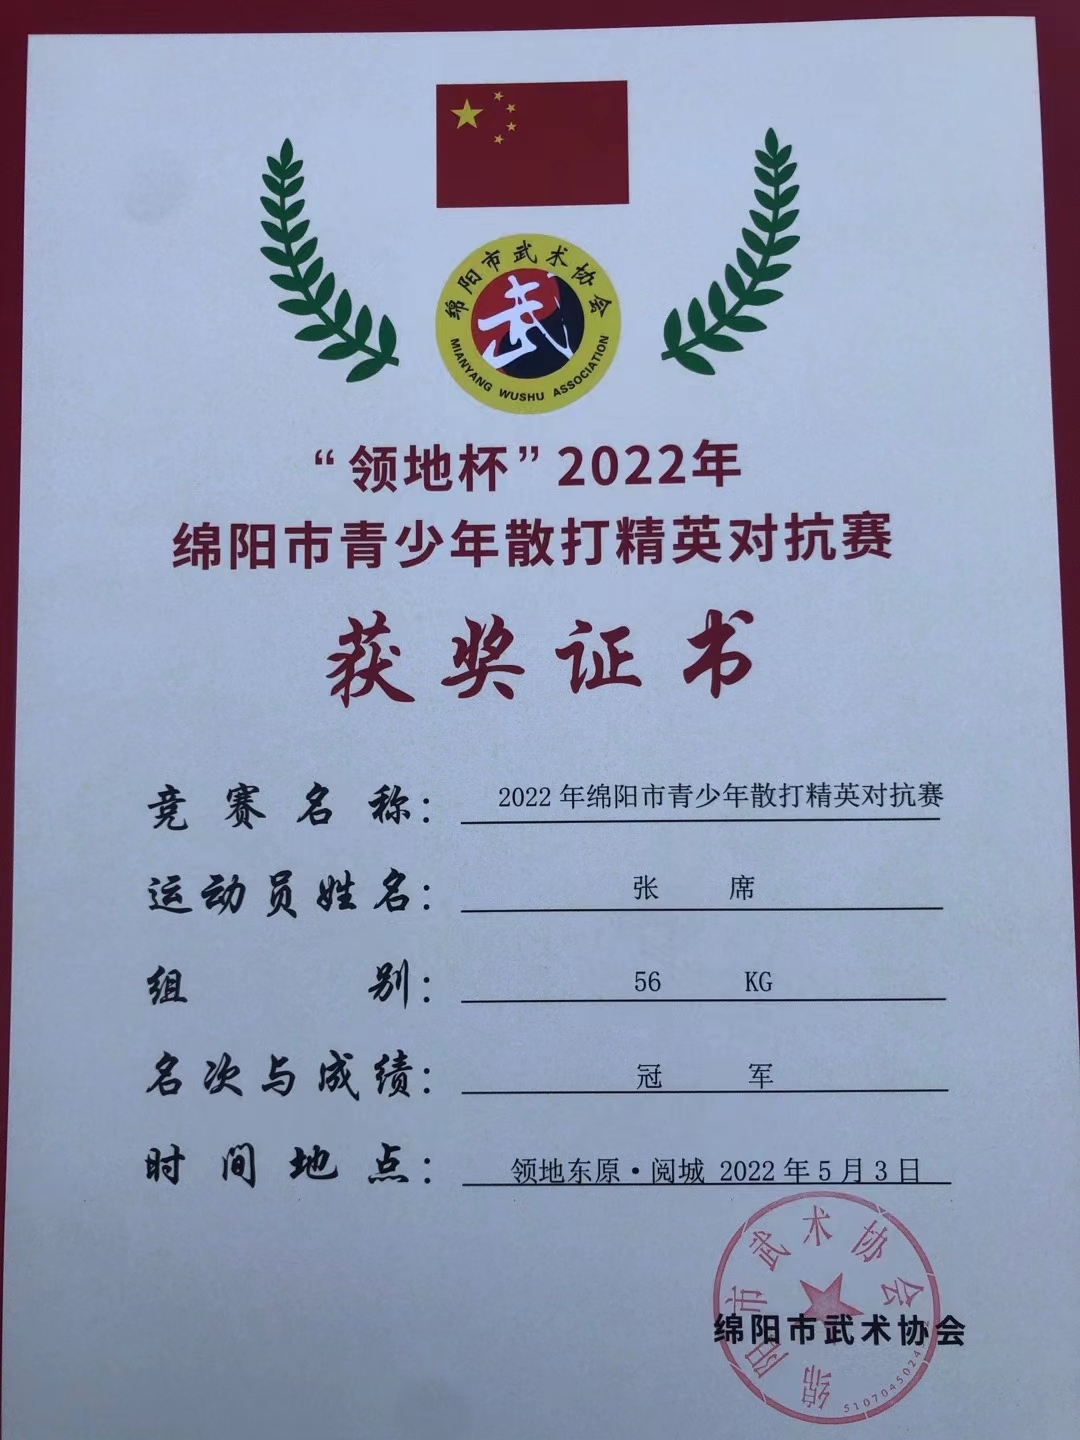 绵阳市武术协会
MIANYANG WUSHU ASSOCIATION
武
“领地杯”2022年
绵阳市青少年散打精英对抗赛
获奖证书
竞赛名称： 2022年绵阳市青少年散打精英对抗赛
运动员姓名： 张 席
组 别： 56 KG
名次与成绩： 冠 军
时间地点： 领地东原·阅城 2022年5月3日
绵阳市武术协会
绵阳市武术协会